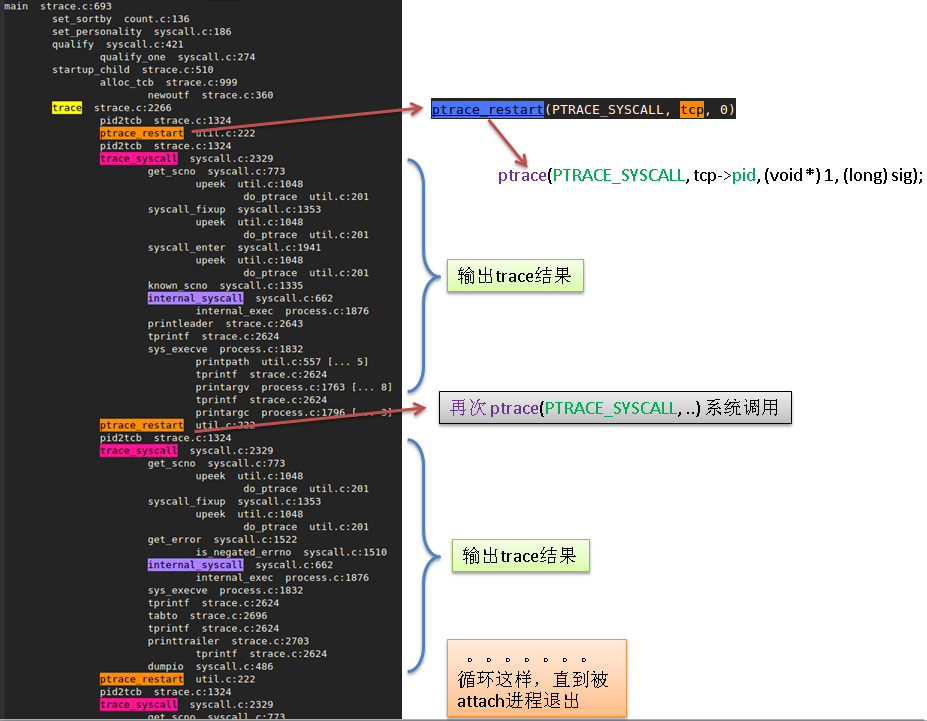 main strace.c:693
set_sortby count.c:136
set_personality syscall.c:186
qualify syscall.c:421
qualify_one syscall.c:274
startup_child strace.c:510
alloc_tcb strace.c:999
newoutf strace.c:360
trace strace.c:2266
pid2tcb strace.c:1324
ptrace_restart util.c:222
pid2tcb strace.c:1324
trace_syscall syscall.c:2329
get_scno syscall.c:773
upeek util.c:1048
do_ptrace util.c:201
syscall_fixup syscall.c:1353
upeek util.c:1048
do_ptrace util.c:201
syscall_enter syscall.c:1941
upeek util.c:1048
do_ptrace util.c:201
known_scno syscall.c:1335
internal_syscall syscall.c:662
internal_exec process.c:1876
printleader strace.c:2643
tprintf strace.c:2624
sys_execve process.c:1832
printpath util.c:557 [... 5]
tprintf strace.c:2624
printargv process.c:1763 [... 8]
tprintf strace.c:2624
printargc process.c:1796 [... 3]
ptrace_restart util.c:222
pid2tcb strace.c:1324
trace_syscall syscall.c:2329
get_scno syscall.c:773
upeek util.c:1048
do_ptrace util.c:201
syscall_fixup syscall.c:1353
upeek util.c:1048
do_ptrace util.c:201
get_error syscall.c:1522
is_negated_errno syscall.c:1510
internal_syscall syscall.c:662
internal_exec process.c:1876
sys_execve process.c:1832
tprintf strace.c:2624
tabto strace.c:2696
tprintf strace.c:2624
printtrailer strace.c:2703
tprintf strace.c:2624
dumpio syscall.c:486
ptrace_restart util.c:222
pid2tcb strace.c:1324
trace_syscall syscall.c:2329
get_scno syscall.c:773
ptrace_restart(PTRACE_SYSCALL, tcp, 0)
ptrace(PTRACE_SYSCALL, tcp->pid, (void *) 1, (long) sig);
输出trace结果
再次 ptrace(PTRACE_SYSCALL, ..) 系统调用
输出trace结果
。。。。。。。
循环这样，直到被
attach进程退出